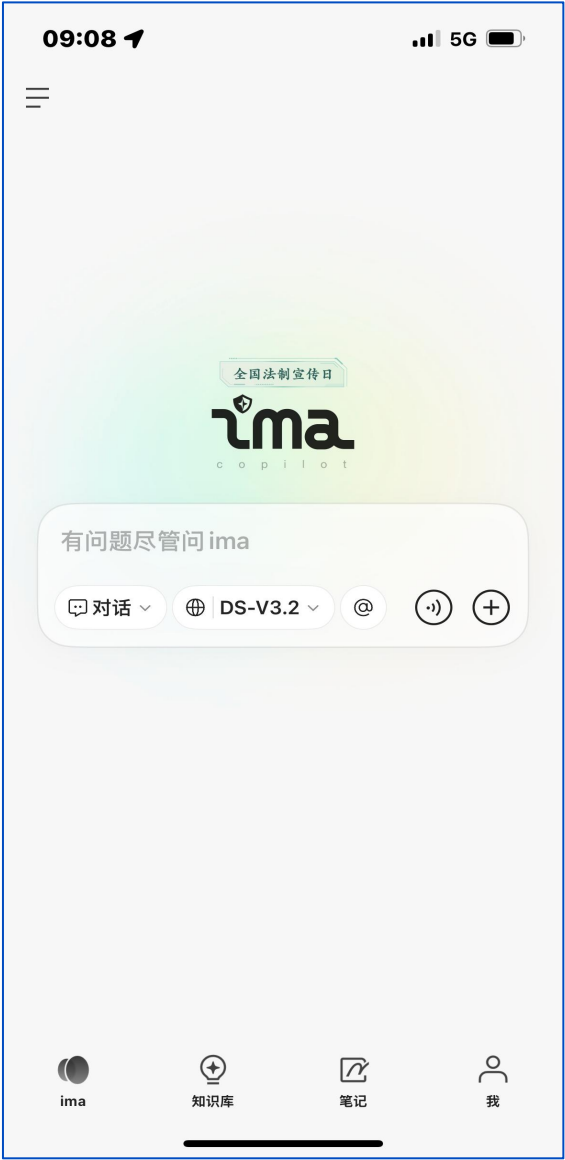 09:08 5G
全国法制宣传日
ima
copilot
有问题尽管问 ima
对话 DS-V3.2 @
ima 知识库 笔记 我